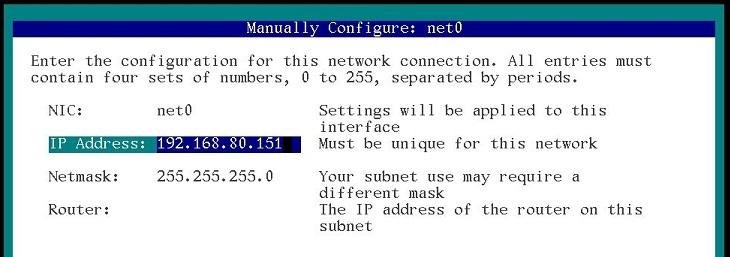 Manually Configure: net0
Enter the configuration for this network connection. All entries must
contain four sets of numbers, 0 to 255, separated by periods.
NIC: net0 Settings will be applied to this
interface
IP Address: 192.168.80.151 Must be unique for this network
Netmask: 255.255.255.0 Your subnet use may require a
different mask
Router: The IP address of the router on this
subnet